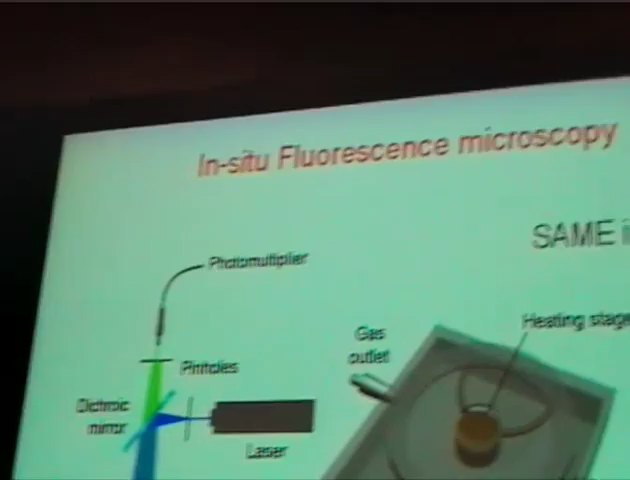 In-situ Fluorescence microscopy
SAME i
Photomultiplier
Heating stage
Gas
outlet
Pinholes
Dichroic
mirror
Laser